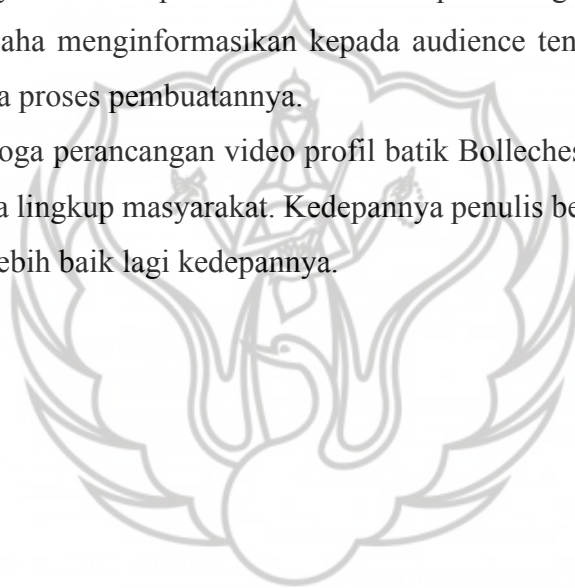 aha menginformasikan kepada audience ten
a proses pembuatannya.
oga perancangan video profil batik Bolleches
a lingkup masyarakat. Kedepannya penulis be
ebih baik lagi kedepannya.